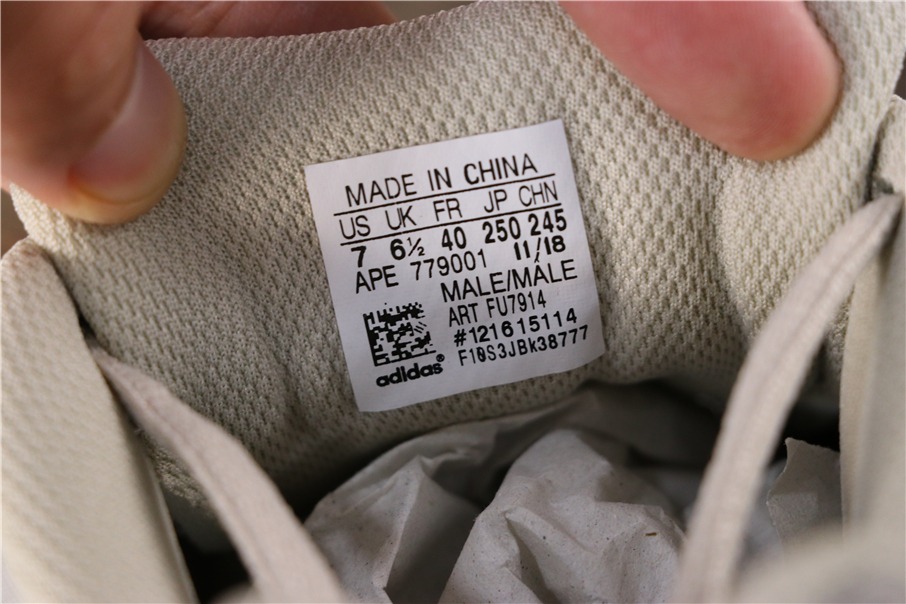 MADE IN CHINA
US UK FR JP CHN
7 6½ 40 250 245
APE 779001 11/18
MALE/MÂLE
ART FU7914
#121615114
F10S3JBk38777
adidas®